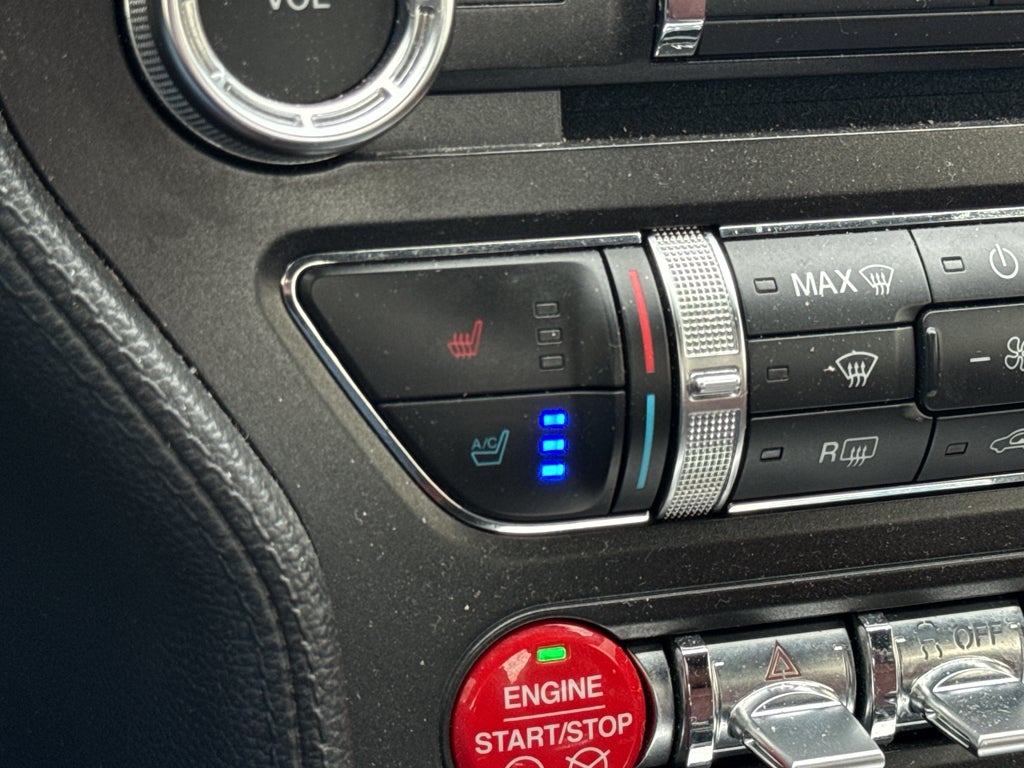 VOL
MAX
A/C
R
OFF
ENGINE
START/STOP